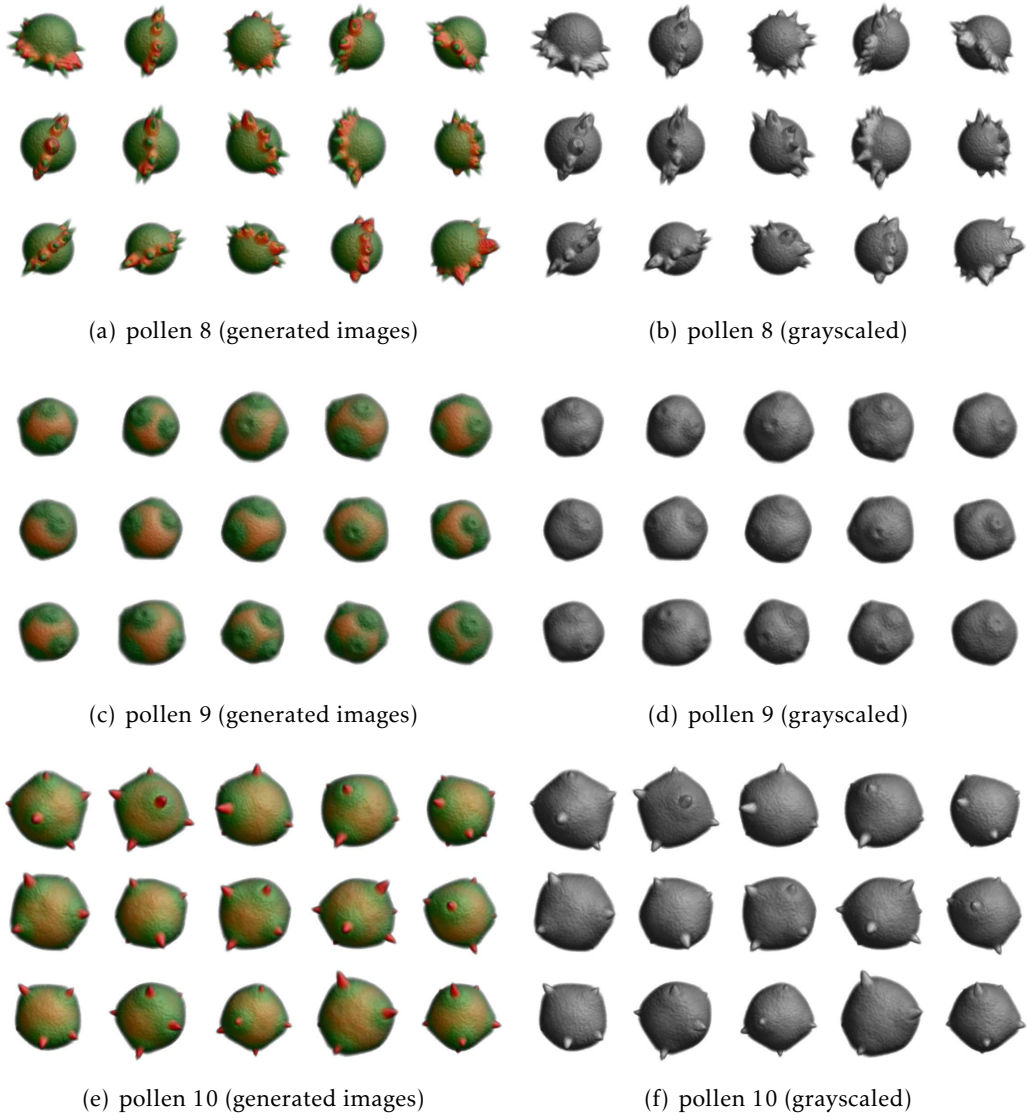 (a) pollen 8 (generated images)
(b) pollen 8 (grayscaled)
(c) pollen 9 (generated images)
(d) pollen 9 (grayscaled)
(e) pollen 10 (generated images)
(f) pollen 10 (grayscaled)